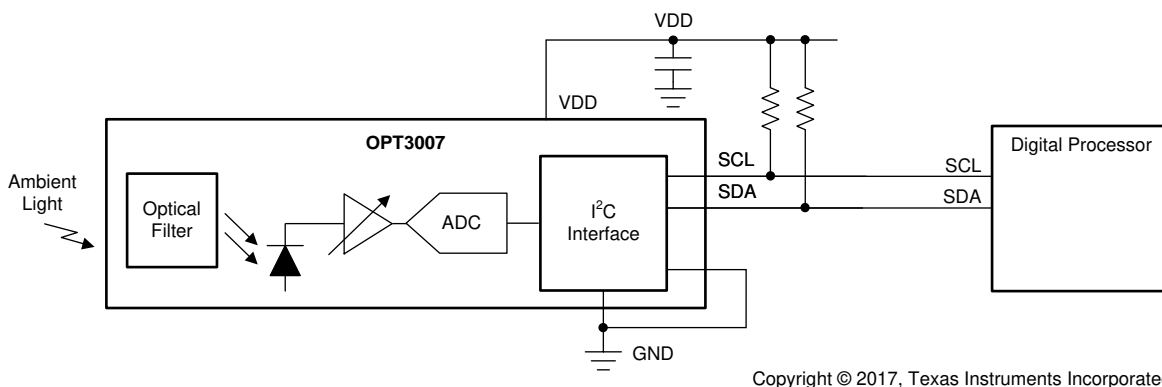 VDD
VDD
OPT3007
Ambient
Light
Optical
Filter
ADC
I²C
Interface
SCL
SDA
SCL
SDA
Digital Processor
GND
Copyright © 2017, Texas Instruments Incorporate